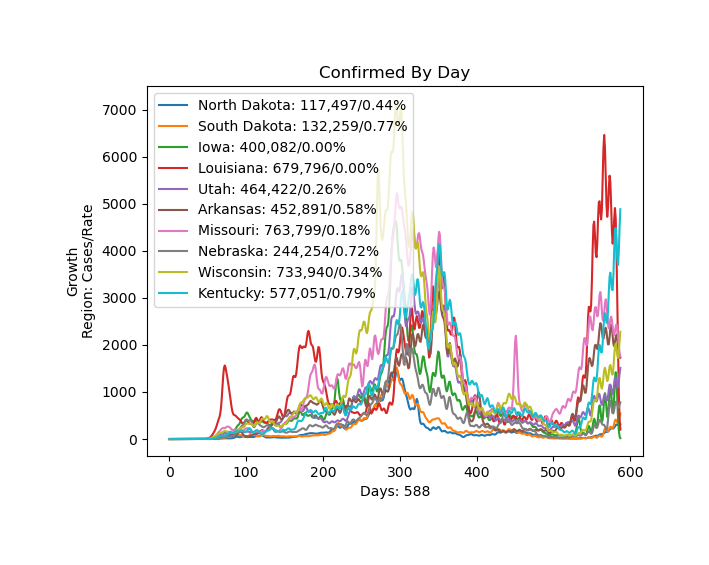 Confirmed By Day
North Dakota: 117,497/0.44%
South Dakota: 132,259/0.77%
Iowa: 400,082/0.00%
Louisiana: 679,796/0.00%
Utah: 464,422/0.26%
Arkansas: 452,891/0.58%
Missouri: 763,799/0.18%
Nebraska: 244,254/0.72%
Wisconsin: 733,940/0.34%
Kentucky: 577,051/0.79%
Growth
Region: Cases/Rate
7000
6000
5000
4000
3000
2000
1000
0
0 100 200 300 400 500 600
Days: 588